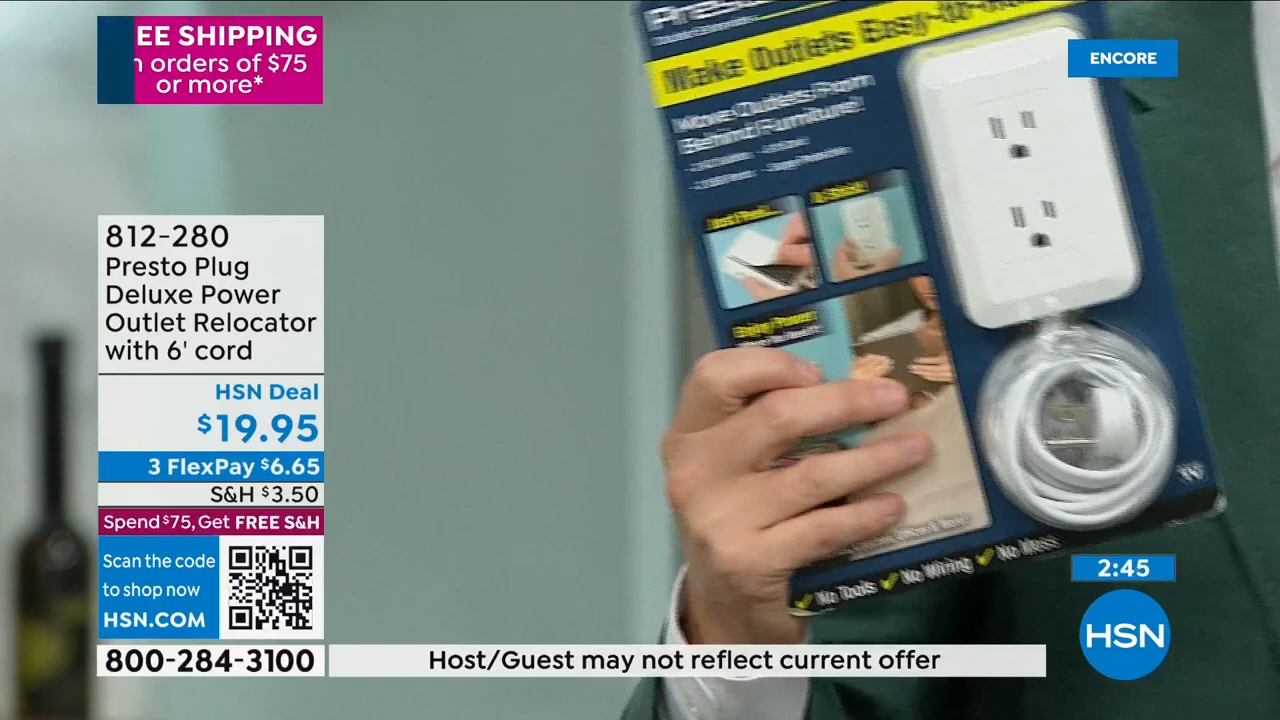 EE SHIPPING
n orders of $75
or more*
ENCORE
Make Outlets Easy-to-
Move Outlets From
Behind Furniture!
Enjoy Power
No Tools No Wiring No Mess
812-280
Presto Plug
Deluxe Power
Outlet Relocator
with 6' cord
HSN Deal
$19.95
3 FlexPay $6.65
S&H $3.50
Spend $75, Get FREE S&H
Scan the code
to shop now
HSN.COM
800-284-3100
Host/Guest may not reflect current offer
2:45
HSN